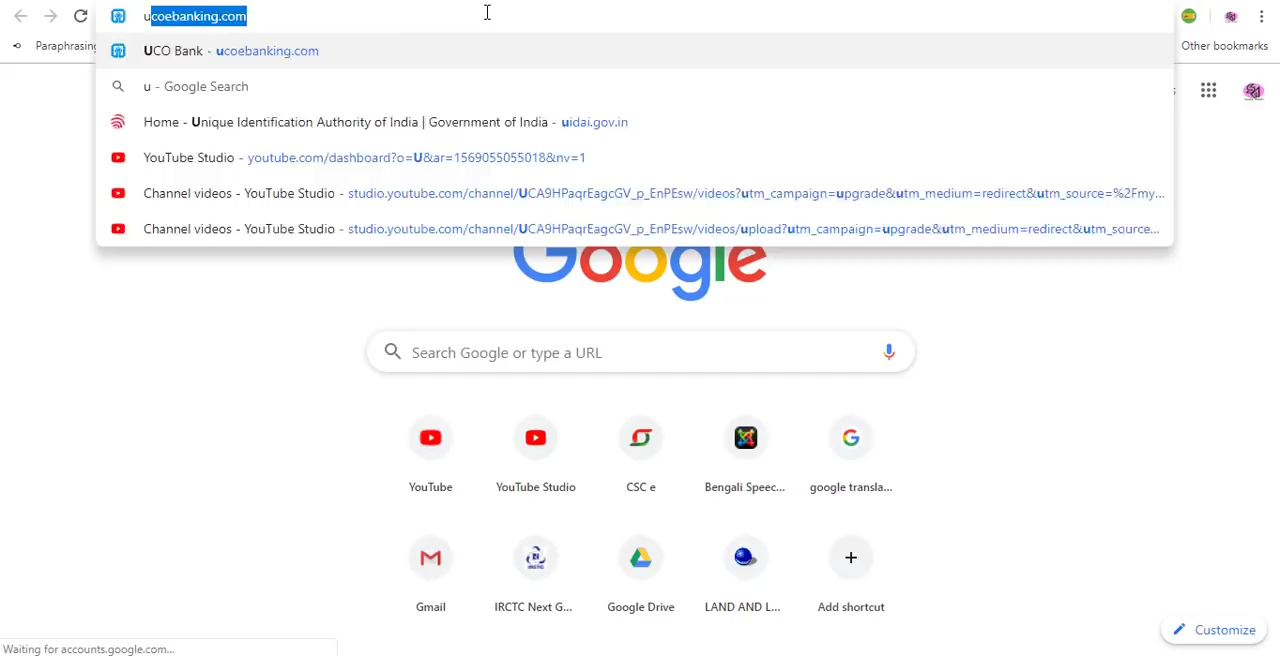 ucoebanking.com
Paraphrasing
Other bookmarks
UCO Bank - ucoebanking.com
u - Google Search
Home - Unique Identification Authority of India | Government of India - uidai.gov.in
YouTube Studio - youtube.com/dashboard?o=U&ar=1569055055018&nv=1
Channel videos - YouTube Studio - studio.youtube.com/channel/UCA9HPaqrEagcGV_p_EnPEsw/videos?utm_campaign=upgrade&utm_medium=redirect&utm_source=%2Fmy...
Channel videos - YouTube Studio - studio.youtube.com/channel/UCA9HPaqrEagcGV_p_EnPEsw/videos/upload?utm_campaign=upgrade&utm_medium=redirect&utm_source...
Google
Search Google or type a URL
YouTube
YouTube Studio
CSC e
Bengali Speec...
google transla...
Gmail
IRCTC Next G...
Google Drive
LAND AND L...
Add shortcut
Customize
Waiting for accounts.google.com...